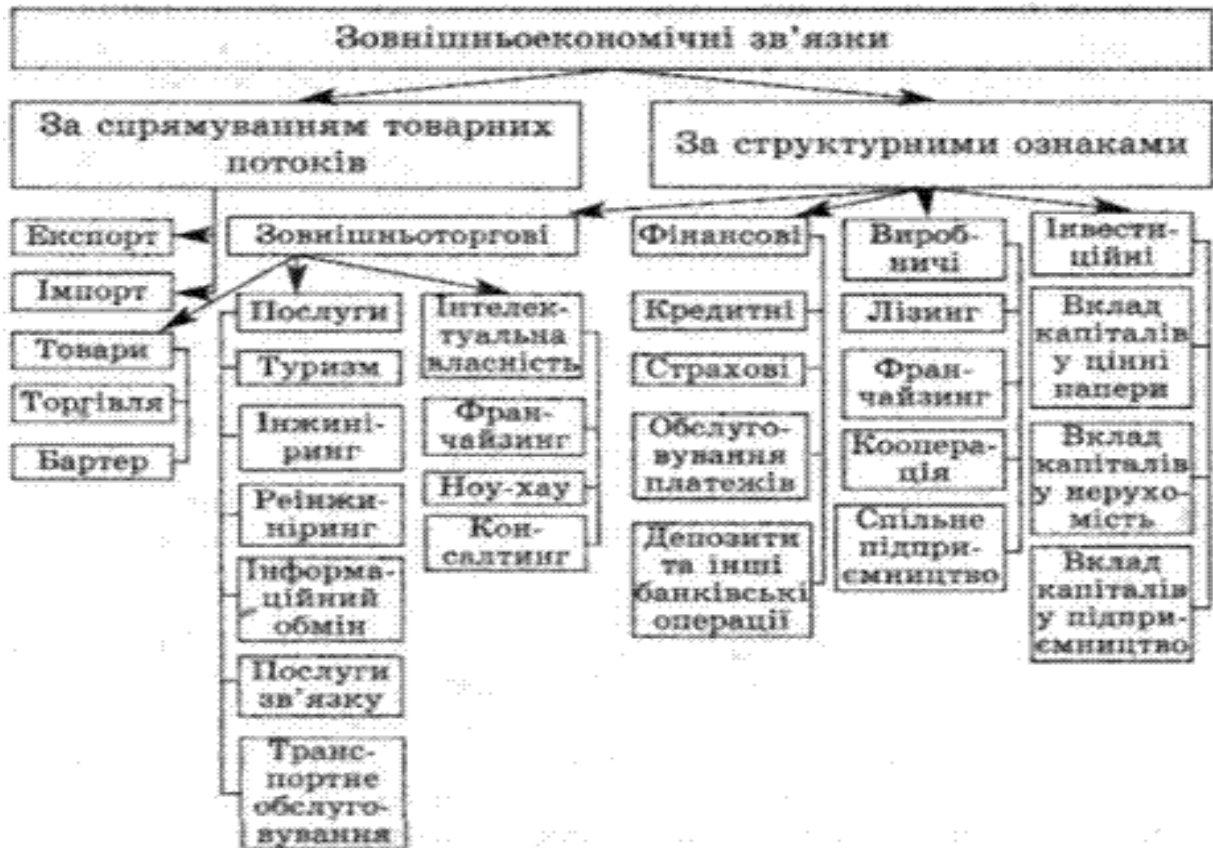 Зовнішньоекономічні зв'язки
За спрямуванням товарних
потоків
За структурними ознаками
Експорт
Імпорт
Зовнішньоторгові
Товари
Торгівля
Бартер
Послуги
Туризм
Інжині-
ринг
Реінжи-
ніринг
Інформа-
ційний
обмін
Послуги
зв'язку
Транс-
портне
обслуго-
вування
Інтелек-
туальна
власність
Фран-
чайзинг
Ноу-хау
Кон-
салтинг
Фінансові
Кредитні
Страхові
Обслуго-
вування
платежів
Депозити
та інші
банківські
операції
Вироб-
ничі
Лізинг
Фран-
чайзинг
Коопера-
ція
Спільне
підпри-
ємництво
Інвести-
ційні
Вклад
капіталів
у цінні
папери
Вклад
капіталів
у нерухо-
мість
Вклад
капіталів
у підпри-
ємництво